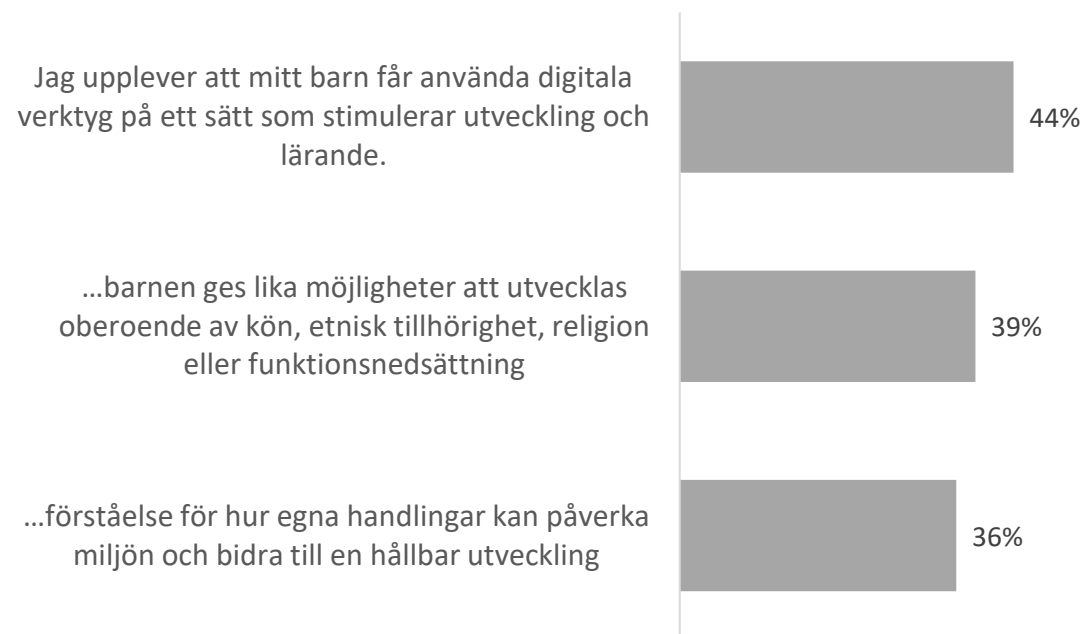 Jag upplever att mitt barn får använda digitala
verktyg på ett sätt som stimulerar utveckling och
lärande.
44%
…barnen ges lika möjligheter att utvecklas
oberoende av kön, etnisk tillhörighet, religion
eller funktionsnedsättning
39%
…förståelse för hur egna handlingar kan påverka
miljön och bidra till en hållbar utveckling
36%